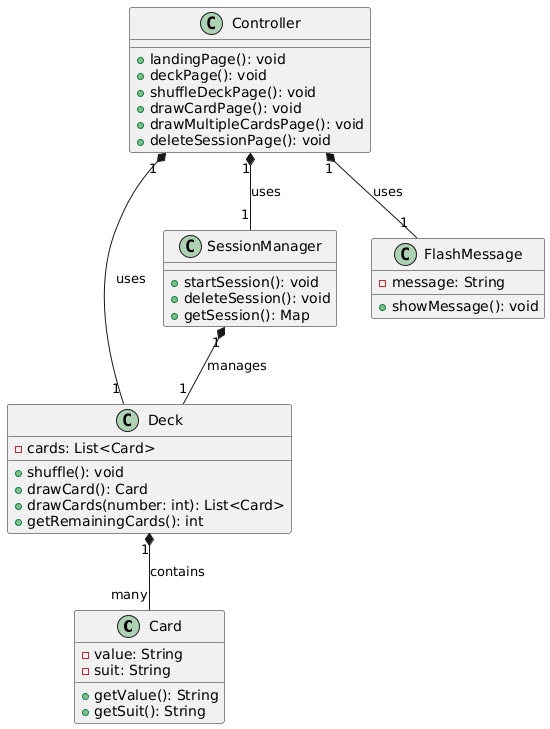 C Controller
landingPage(): void
deckPage(): void
shuffleDeckPage(): void
drawCardPage(): void
drawMultipleCardsPage(): void
deleteSessionPage(): void
1
1
1
uses
uses
1
1
C SessionManager
startSession(): void
deleteSession(): void
getSession(): Map
C FlashMessage
message: String
showMessage(): void
uses
1
manages
1
1
C Deck
cards: List<Card>
shuffle(): void
drawCard(): Card
drawCards(number: int): List<Card>
getRemainingCards(): int
1
contains
many
C Card
value: String
suit: String
getValue(): String
getSuit(): String